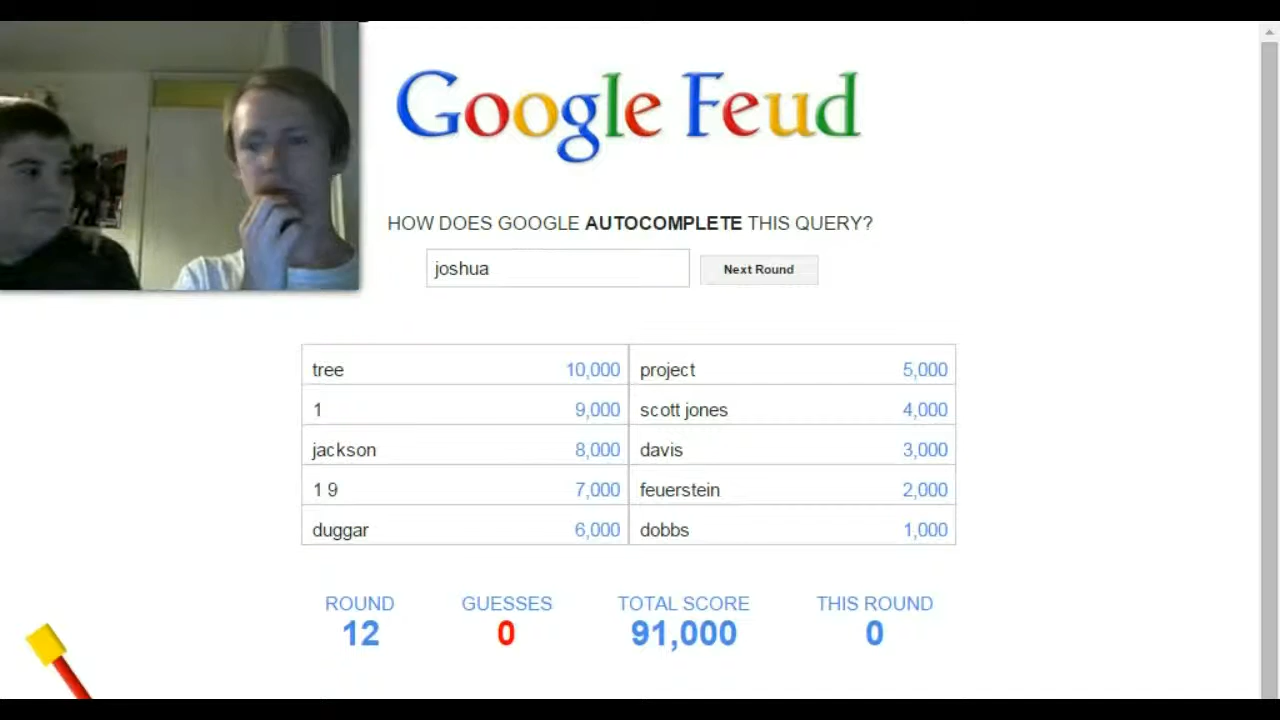 Google Feud
HOW DOES GOOGLE AUTOCOMPLETE THIS QUERY?
joshua
Next Round
tree 10,000
1 9,000
jackson 8,000
1 9 7,000
duggar 6,000
project 5,000
scott jones 4,000
davis 3,000
feuerstein 2,000
dobbs 1,000
ROUND
12
GUESSES
0
TOTAL SCORE
91,000
THIS ROUND
0